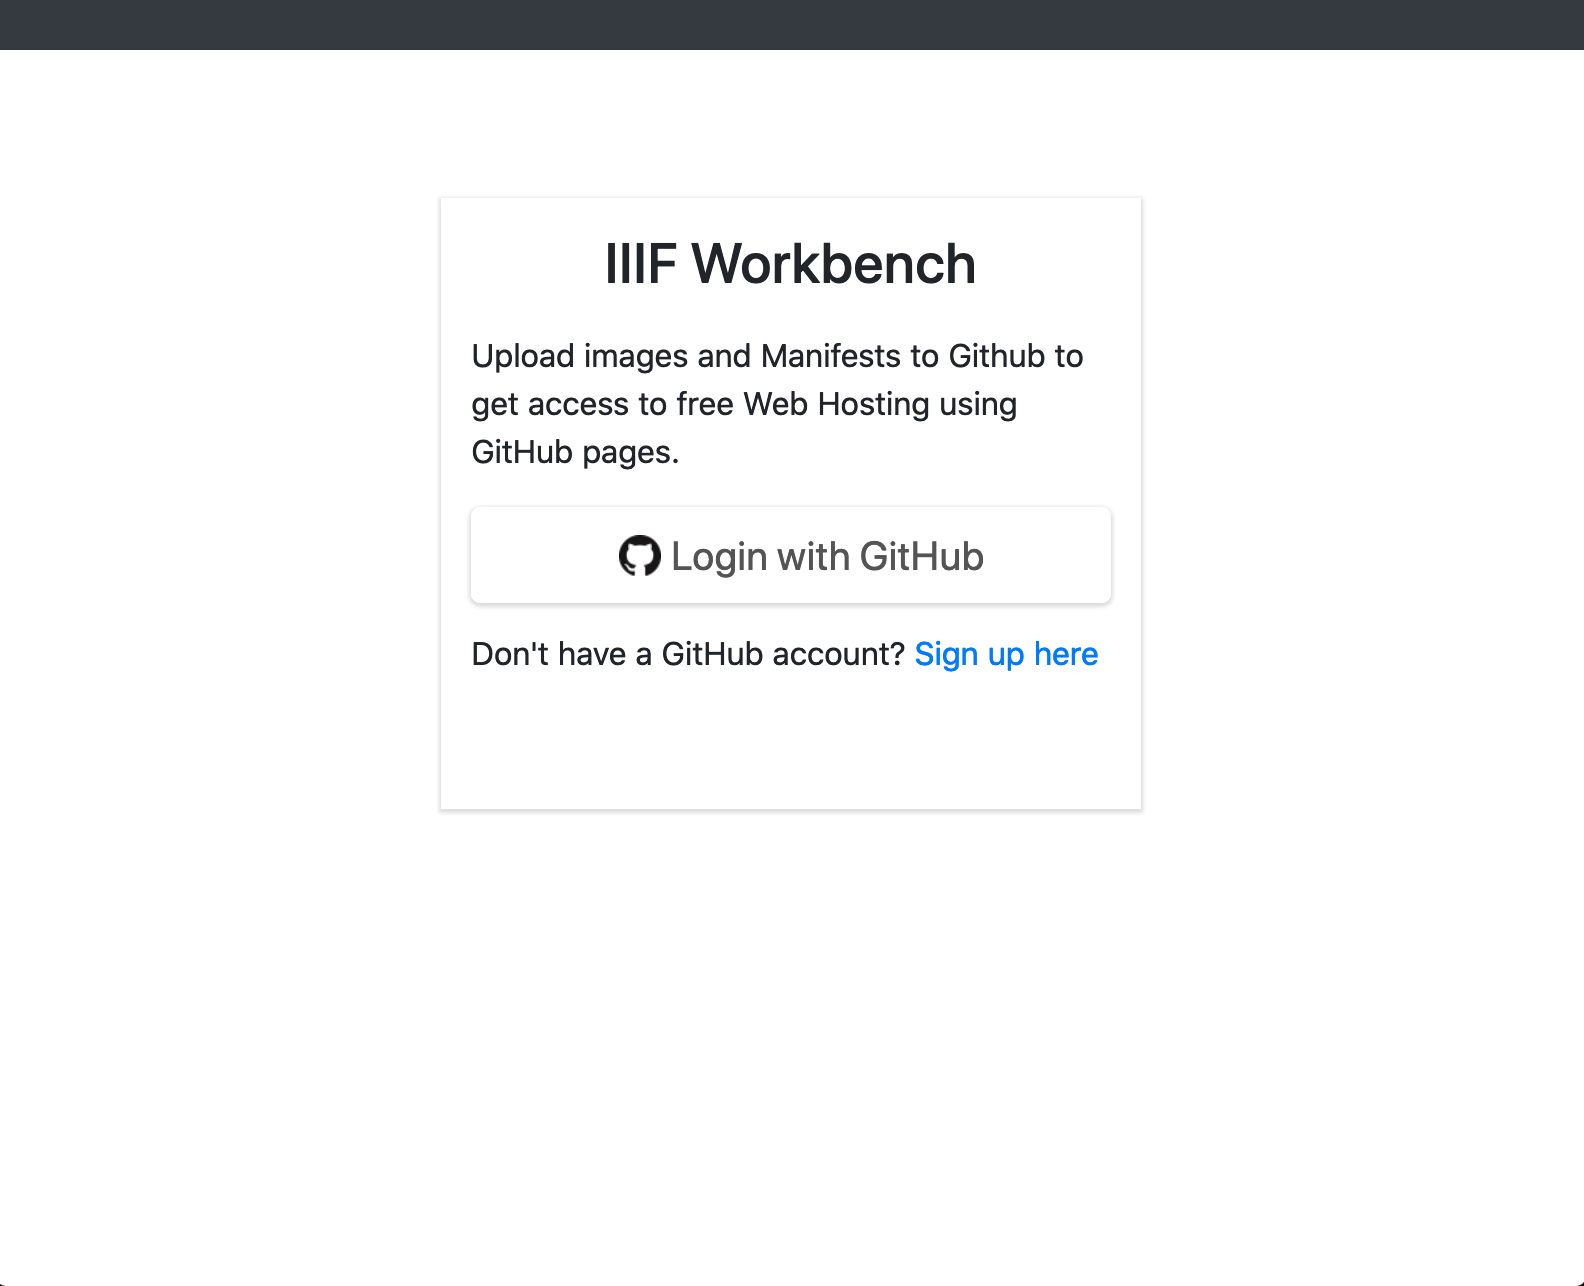 IIIF Workbench
Upload images and Manifests to Github to
get access to free Web Hosting using
GitHub pages.
Login with GitHub
Don't have a GitHub account? Sign up here